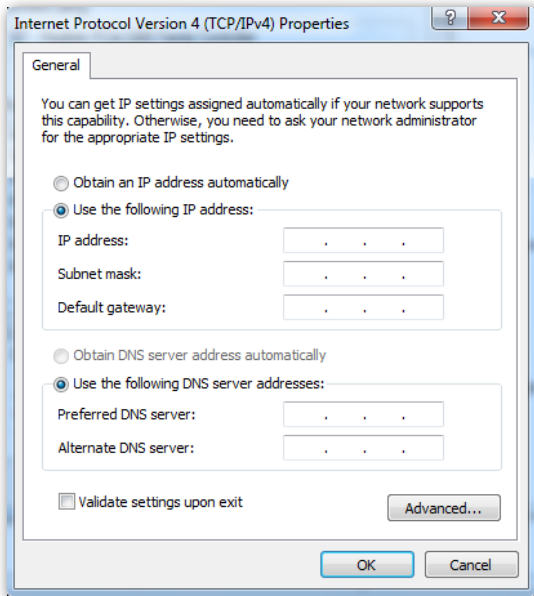 Internet Protocol Version 4 (TCP/IPv4) Properties
General
You can get IP settings assigned automatically if your network supports
this capability. Otherwise, you need to ask your network administrator
for the appropriate IP settings.
Obtain an IP address automatically
Use the following IP address:
IP address: . . .
Subnet mask: . . .
Default gateway: . . .
Obtain DNS server address automatically
Use the following DNS server addresses:
Preferred DNS server: . . .
Alternate DNS server: . . .
Validate settings upon exit
Advanced...
OK Cancel